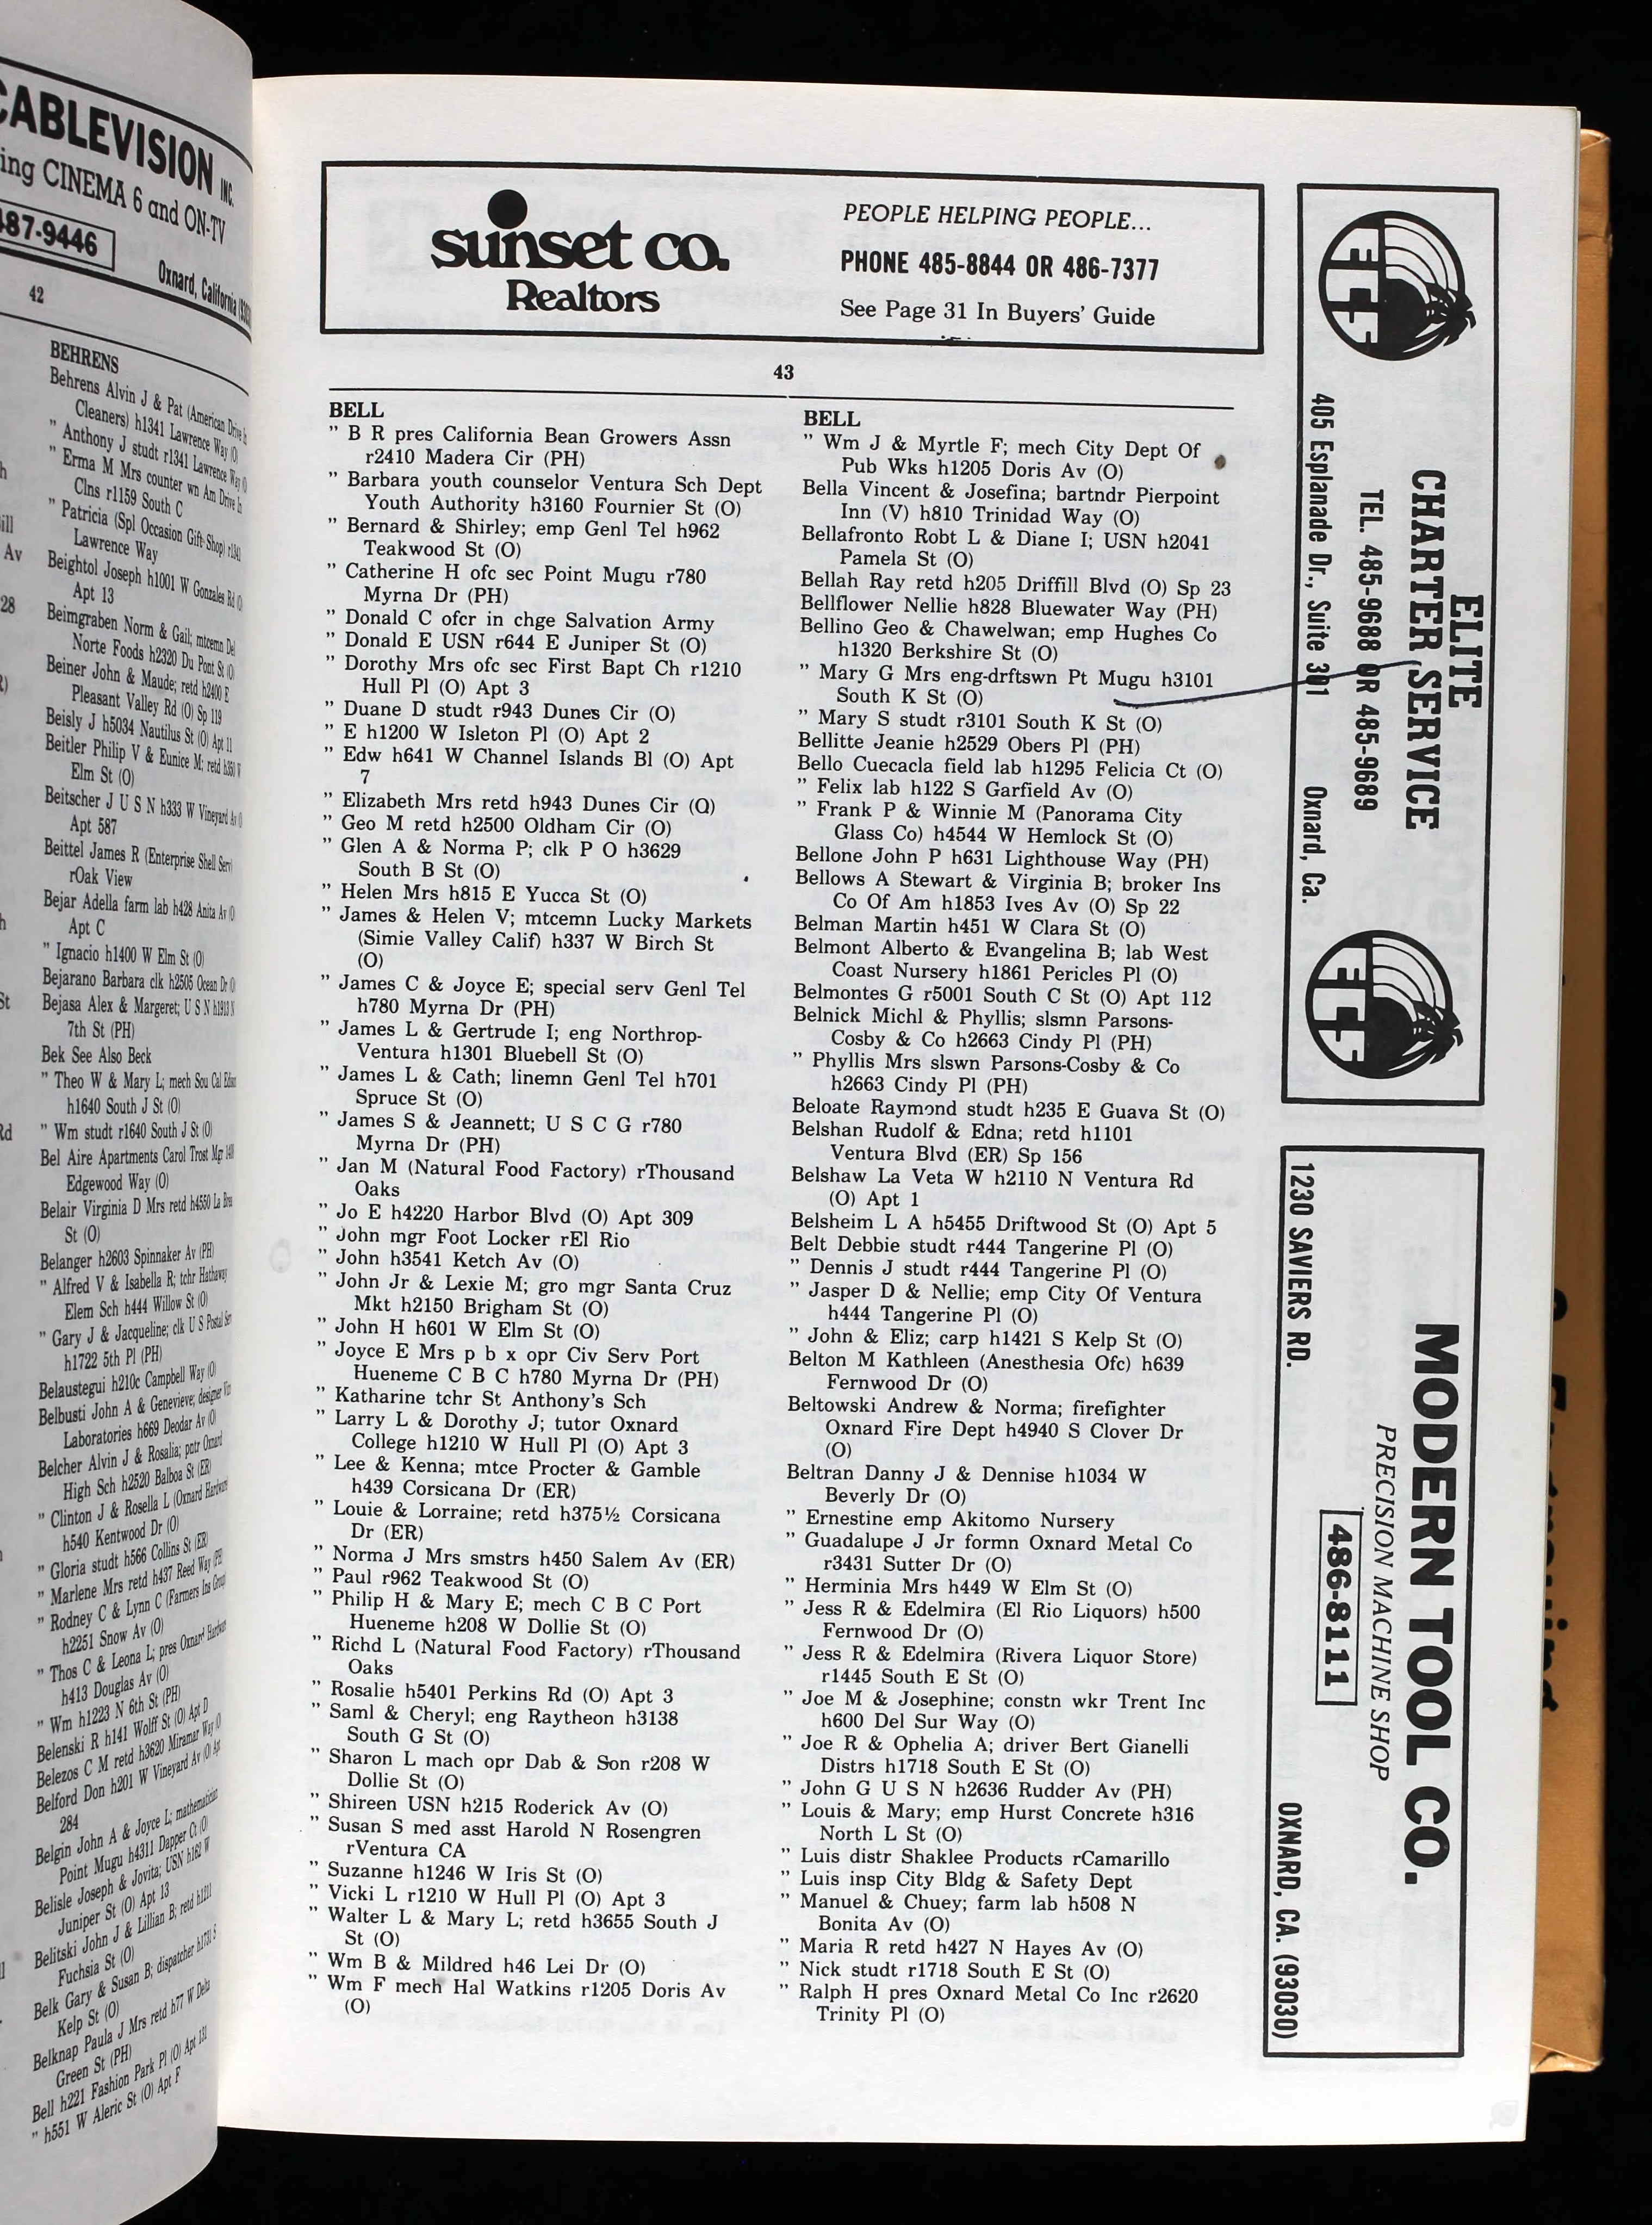 CABLEVISION INC.
ing CINEMA 6 and ON-TV
487-9446
Oxnard, California
42
BEHRENS
Behrens Alvin J & Pat (American Drive In
Cleaners) h1341 Lawrence Way (O)
" Anthony J studt r1341 Lawrence Way (O)
" Erma M Mrs counter wn Am Drive In
Clns r1159 South C
" Patricia (Spl Occasion Gift Shop) r1341
Lawrence Way
Beightol Joseph h1001 W Gonzales Rd (O)
Apt 13
Beimgraben Norm & Gail; mtcemn Del
Norte Foods h2320 Du Pont St (O)
Beiner John & Maude; retd h2400 E
Pleasant Valley Rd (O) Sp 119
Beisly J h5034 Nautilus St (O) Apt 11
Beitler Philip V & Eunice M; retd h350 W
Elm St (O)
Beitscher J U S N h333 W Vineyard Av (O)
Apt 587
Beittel James R (Enterprise Shell Serv)
rOak View
Bejar Adella farm lab h428 Anita Av (O)
Apt C
" Ignacio h1400 W Elm St (O)
Bejarano Barbara clk h2505 Ocean Dr (O)
Bejasa Alex & Margeret; U S N h1913 N
7th St (PH)
Bek See Also Beck
" Theo W & Mary L; mech Sou Cal Edison
h1640 South J St (O)
" Wm studt r1640 South J St (O)
Bel Aire Apartments Carol Trost Mgr
Edgewood Way (O)
Belair Virginia D Mrs retd h4550 La Brea
St (O)
Belanger h2603 Spinnaker Av (PH)
" Alfred V & Isabella R; tchr Hathaway
Elem Sch h444 Willow St (O)
" Gary J & Jacqueline; clk U S Postal Serv
h1722 5th Pl (PH)
Belaustegui h210c Campbell Way (O)
Belbusti John A & Genevieve; designer
Laboratories h669 Deodar Av (O)
Belcher Alvin J & Rosalia; pntr Oxnard
High Sch h2520 Balboa St (ER)
" Clinton J & Rosella L (Oxnard Hardware)
h540 Kentwood Dr (O)
" Gloria studt h566 Collins St (ER)
" Marlene Mrs retd h437 Reed Way (PH)
" Rodney C & Lynn C (Farmers Ins Group)
h2251 Snow Av (O)
" Thos C & Leona L; pres Oxnard Hardware
h413 Douglas Av (O)
" Wm h1223 N 6th St (PH)
Belenski R h141 Wolff St (O) Apt D
Belezos C M retd h3620 Miramar Way (O)
Belford Don h201 W Vineyard Av (O) Apt
284
Belgin John A & Joyce L; mathematician
Point Mugu h4311 Dapper Ct (O)
Belisle Joseph & Jovita; USN h162 W
Juniper St (O) Apt 13
Belitski John J & Lillian B; retd h1211
Fuchsia St (O)
Belk Gary & Susan B; dispatcher h1731 S
Kelp St (O)
Belknap Paula J Mrs retd h77 W Delta
Green St (PH)
Bell h221 Fashion Park Pl (O) Apt 131
" h551 W Aleric St (O) Apt F
sunset co.
Realtors
PEOPLE HELPING PEOPLE...
PHONE 485-8844 OR 486-7377
See Page 31 In Buyers' Guide
43
BELL
" B R pres California Bean Growers Assn
r2410 Madera Cir (PH)
" Barbara youth counselor Ventura Sch Dept
Youth Authority h3160 Fournier St (O)
" Bernard & Shirley; emp Genl Tel h962
Teakwood St (O)
" Catherine H ofc sec Point Mugu r780
Myrna Dr (PH)
" Donald C ofcr in chge Salvation Army
" Donald E USN r644 E Juniper St (O)
" Dorothy Mrs ofc sec First Bapt Ch r1210
Hull Pl (O) Apt 3
" Duane D studt r943 Dunes Cir (O)
" E h1200 W Isleton Pl (O) Apt 2
" Edw h641 W Channel Islands Bl (O) Apt
7
" Elizabeth Mrs retd h943 Dunes Cir (O)
" Geo M retd h2500 Oldham Cir (O)
" Glen A & Norma P; clk P O h3629
South B St (O)
" Helen Mrs h815 E Yucca St (O)
" James & Helen V; mtcemn Lucky Markets
(Simie Valley Calif) h337 W Birch St
(O)
" James C & Joyce E; special serv Genl Tel
h780 Myrna Dr (PH)
" James L & Gertrude I; eng Northrop-
Ventura h1301 Bluebell St (O)
" James L & Cath; linemn Genl Tel h701
Spruce St (O)
" James S & Jeannett; U S C G r780
Myrna Dr (PH)
" Jan M (Natural Food Factory) rThousand
Oaks
" Jo E h4220 Harbor Blvd (O) Apt 309
" John mgr Foot Locker rEl Rio
" John h3541 Ketch Av (O)
" John Jr & Lexie M; gro mgr Santa Cruz
Mkt h2150 Brigham St (O)
" John H h601 W Elm St (O)
" Joyce E Mrs p b x opr Civ Serv Port
Hueneme C B C h780 Myrna Dr (PH)
" Katharine tchr St Anthony's Sch
" Larry L & Dorothy J; tutor Oxnard
College h1210 W Hull Pl (O) Apt 3
" Lee & Kenna; mtce Procter & Gamble
h439 Corsicana Dr (ER)
" Louie & Lorraine; retd h375½ Corsicana
Dr (ER)
" Norma J Mrs smstrs h450 Salem Av (ER)
" Paul r962 Teakwood St (O)
" Philip H & Mary E; mech C B C Port
Hueneme h208 W Dollie St (O)
" Richd L (Natural Food Factory) rThousand
Oaks
" Rosalie h5401 Perkins Rd (O) Apt 3
" Saml & Cheryl; eng Raytheon h3138
South G St (O)
" Sharon L mach opr Dab & Son r208 W
Dollie St (O)
" Shireen USN h215 Roderick Av (O)
" Susan S med asst Harold N Rosengren
rVentura CA
" Suzanne h1246 W Iris St (O)
" Vicki L r1210 W Hull Pl (O) Apt 3
" Walter L & Mary L; retd h3655 South J
St (O)
" Wm B & Mildred h46 Lei Dr (O)
" Wm F mech Hal Watkins r1205 Doris Av
(O)
BELL
" Wm J & Myrtle F; mech City Dept Of
Pub Wks h1205 Doris Av (O)
Bella Vincent & Josefina; bartndr Pierpoint
Inn (V) h810 Trinidad Way (O)
Bellafronto Robt L & Diane I; USN h2041
Pamela St (O)
Bellah Ray retd h205 Driffill Blvd (O) Sp 23
Bellflower Nellie h828 Bluewater Way (PH)
Bellino Geo & Chawelwan; emp Hughes Co
h1320 Berkshire St (O)
" Mary G Mrs eng-drftswn Pt Mugu h3101
South K St (O)
" Mary S studt r3101 South K St (O)
Bellitte Jeanie h2529 Obers Pl (PH)
Bello Cuecacla field lab h1295 Felicia Ct (O)
" Felix lab h122 S Garfield Av (O)
" Frank P & Winnie M (Panorama City
Glass Co) h4544 W Hemlock St (O)
Bellone John P h631 Lighthouse Way (PH)
Bellows A Stewart & Virginia B; broker Ins
Co Of Am h1853 Ives Av (O) Sp 22
Belman Martin h451 W Clara St (O)
Belmont Alberto & Evangelina B; lab West
Coast Nursery h1861 Pericles Pl (O)
Belmontes G r5001 South C St (O) Apt 112
Belnick Michl & Phyllis; slsmn Parsons-
Cosby & Co h2663 Cindy Pl (PH)
" Phyllis Mrs slswn Parsons-Cosby & Co
h2663 Cindy Pl (PH)
Beloate Raymond studt h235 E Guava St (O)
Belshan Rudolf & Edna; retd h1101
Ventura Blvd (ER) Sp 156
Belshaw La Veta W h2110 N Ventura Rd
(O) Apt 1
Belsheim L A h5455 Driftwood St (O) Apt 5
Belt Debbie studt r444 Tangerine Pl (O)
" Dennis J studt r444 Tangerine Pl (O)
" Jasper D & Nellie; emp City Of Ventura
h444 Tangerine Pl (O)
" John & Eliz; carp h1421 S Kelp St (O)
Belton M Kathleen (Anesthesia Ofc) h639
Fernwood Dr (O)
Beltowski Andrew & Norma; firefighter
Oxnard Fire Dept h4940 S Clover Dr
(O)
Beltran Danny J & Dennise h1034 W
Beverly Dr (O)
" Ernestine emp Akitomo Nursery
" Guadalupe J Jr formn Oxnard Metal Co
r3431 Sutter Dr (O)
" Herminia Mrs h449 W Elm St (O)
" Jess R & Edelmira (El Rio Liquors) h500
Fernwood Dr (O)
" Jess R & Edelmira (Rivera Liquor Store)
r1445 South E St (O)
" Joe M & Josephine; constn wkr Trent Inc
h600 Del Sur Way (O)
" Joe R & Ophelia A; driver Bert Gianelli
Distrs h1718 South E St (O)
" John G U S N h2636 Rudder Av (PH)
" Louis & Mary; emp Hurst Concrete h316
North L St (O)
" Luis distr Shaklee Products rCamarillo
" Luis insp City Bldg & Safety Dept
" Manuel & Chuey; farm lab h508 N
Bonita Av (O)
" Maria R retd h427 N Hayes Av (O)
" Nick studt r1718 South E St (O)
" Ralph H pres Oxnard Metal Co Inc r2620
Trinity Pl (O)
ECS
ELITE
CHARTER SERVICE
TEL. 485-9688 OR 485-9689
405 Esplanade Dr., Suite 301 Oxnard, Ca.
ECS
MODERN TOOL CO.
PRECISION MACHINE SHOP
486-8111
1230 SAVIERS RD. OXNARD, CA. (93030)